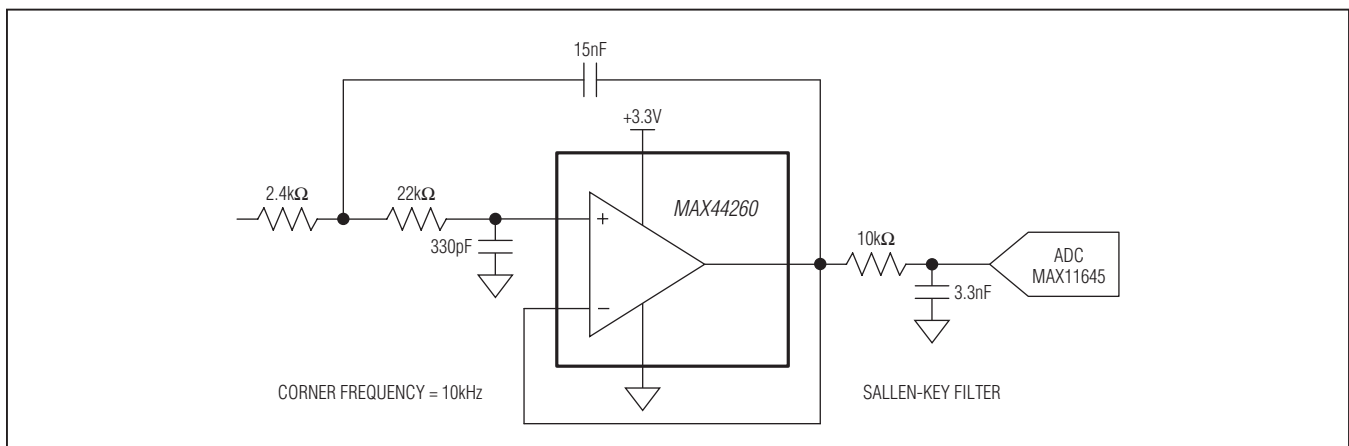 15nF
+3.3V
2.4kΩ
22kΩ
MAX44260
+
330pF
10kΩ
ADC
MAX11645
−
3.3nF
CORNER FREQUENCY = 10kHz
SALLEN-KEY FILTER